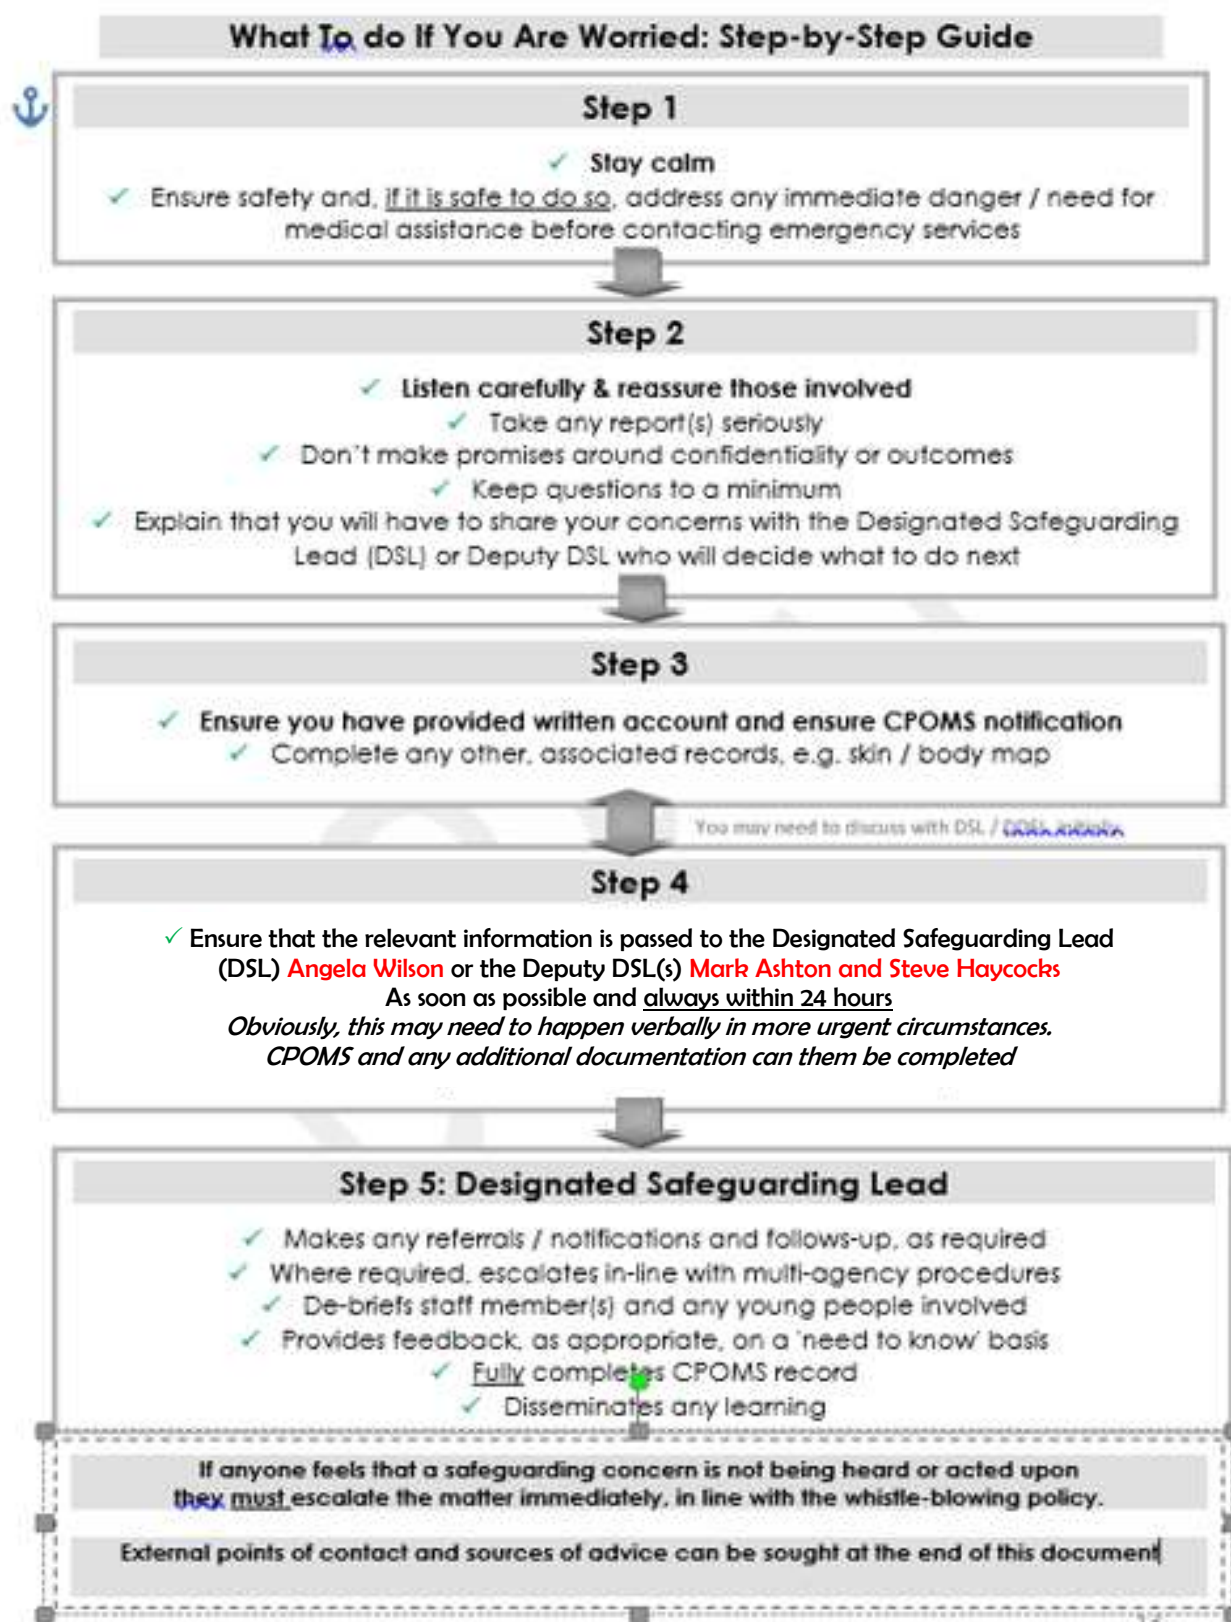 What To do If You Are Worried: Step-by-Step Guide
Step 1
✓ Stay calm
✓ Ensure safety and, if it is safe to do so, address any immediate danger / need for
medical assistance before contacting emergency services
Step 2
✓ Listen carefully & reassure those involved
✓ Take any report(s) seriously
✓ Don't make promises around confidentiality or outcomes
✓ Keep questions to a minimum
✓ Explain that you will have to share your concerns with the Designated Safeguarding
Lead (DSL) or Deputy DSL who will decide what to do next
Step 3
✓ Ensure you have provided written account and ensure CPOMS notification
✓ Complete any other, associated records, e.g. skin / body map
You may need to discuss with DSL / DDSL, initially
Step 4
✓ Ensure that the relevant information is passed to the Designated Safeguarding Lead
(DSL) Angela Wilson or the Deputy DSL(s) Mark Ashton and Steve Haycocks
As soon as possible and always within 24 hours
Obviously, this may need to happen verbally in more urgent circumstances.
CPOMS and any additional documentation can them be completed
Step 5: Designated Safeguarding Lead
✓ Makes any referrals / notifications and follows-up, as required
✓ Where required, escalates in-line with multi-agency procedures
✓ De-briefs staff member(s) and any young people involved
✓ Provides feedback, as appropriate, on a 'need to know' basis
✓ Fully completes CPOMS record
✓ Disseminates any learning
If anyone feels that a safeguarding concern is not being heard or acted upon
they must escalate the matter immediately, in line with the whistle-blowing policy.
External points of contact and sources of advice can be sought at the end of this document